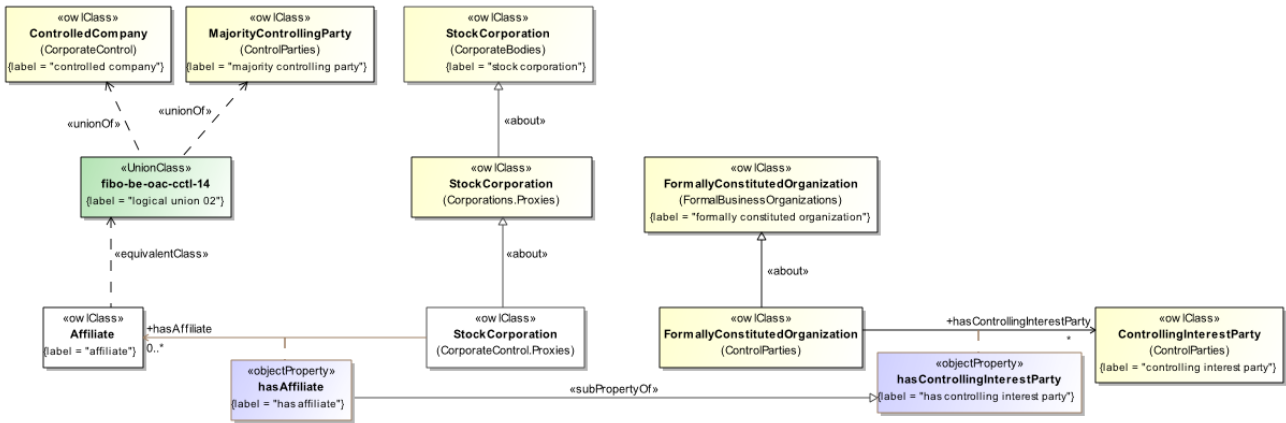 «owlClass»
ControlledCompany
(CorporateControl)
{label = "controlled company"}
«owlClass»
MajorityControllingParty
(ControlParties)
{label = "majority controlling party"}
«owlClass»
StockCorporation
(CorporateBodies)
{label = "stock corporation"}
«unionOf»
«unionOf»
«about»
«UnionClass»
fibo-be-oac-cctl-14
{label = "logical union 02"}
«owlClass»
StockCorporation
(Corporations.Proxies)
«owlClass»
FormallyConstitutedOrganization
(FormalBusinessOrganizations)
{label = "formally constituted organization"}
«equivalentClass»
«about»
«about»
«owlClass»
Affiliate
{label = "affiliate"}
+hasAffiliate
0..*
«owlClass»
StockCorporation
(CorporateControl.Proxies)
«owlClass»
FormallyConstitutedOrganization
(ControlParties)
+hasControllingInterestParty
*
«owlClass»
ControllingInterestParty
(ControlParties)
{label = "controlling interest party"}
«objectProperty»
hasAffiliate
{label = "has affiliate"}
«subPropertyOf»
«objectProperty»
hasControllingInterestParty
{label = "has controlling interest party"}